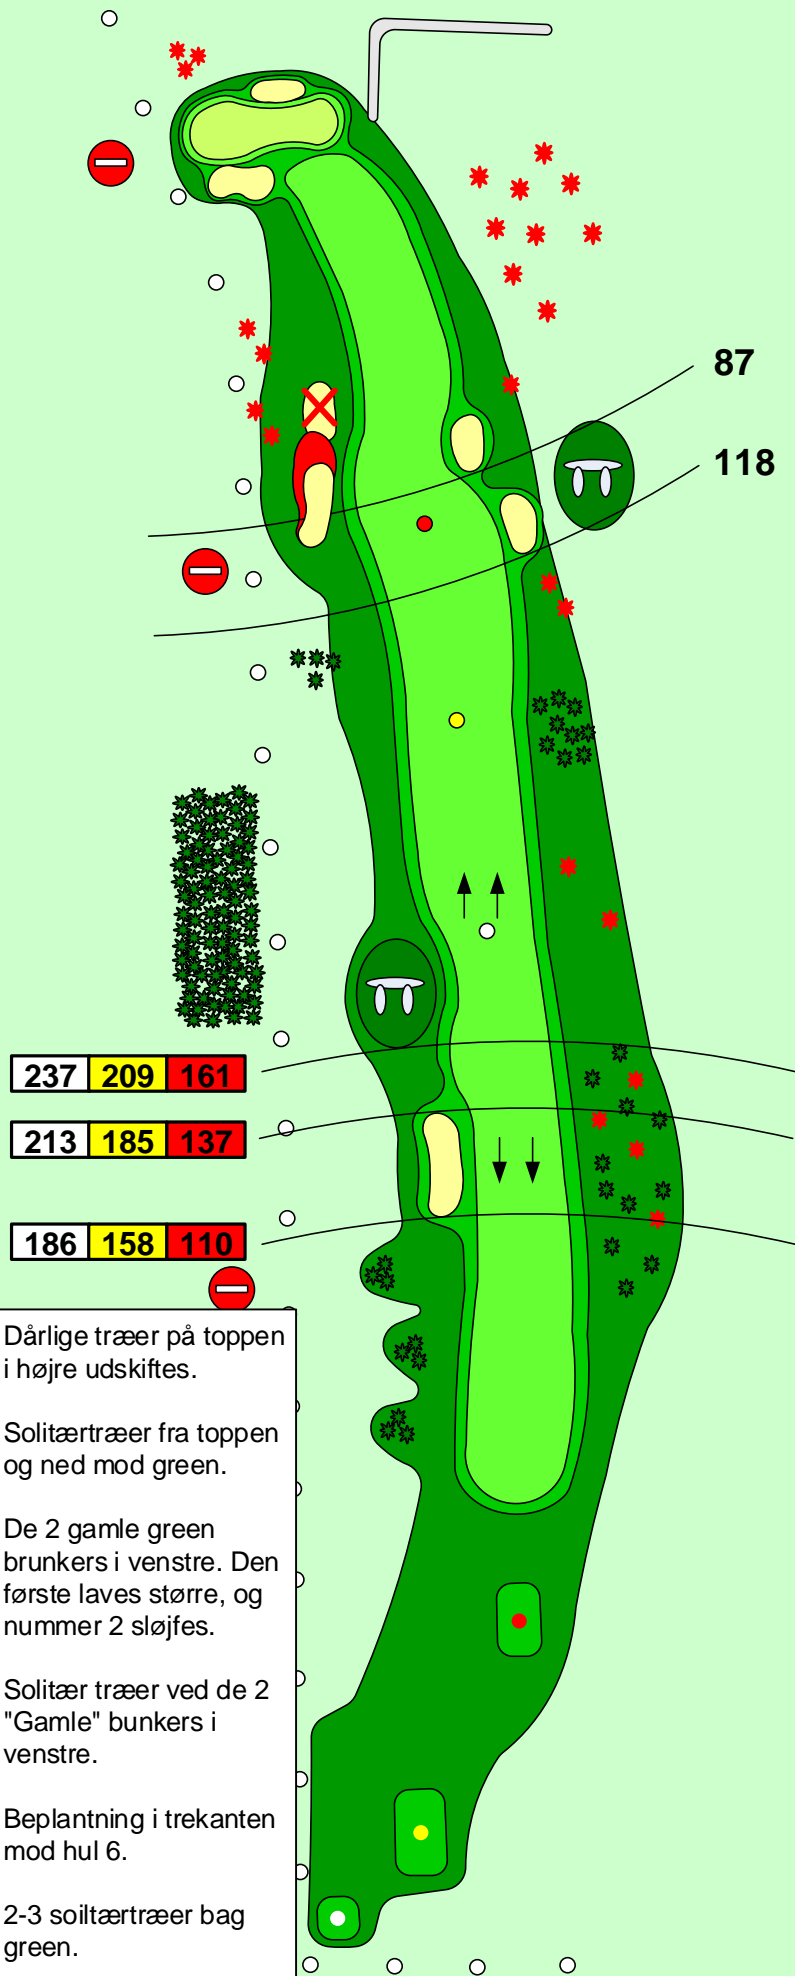 87
118
237 209 161
213 185 137
186 158 110
Dårlige træer på toppen
i højre udskiftes.
Solitærtræer fra toppen
og ned mod green.
De 2 gamle green
brunkers i venstre. Den
første laves større, og
nummer 2 sløjfes.
Solitær træer ved de 2
"Gamle" bunkers i
venstre.
Beplantning i trekanten
mod hul 6.
2-3 soiltærtræer bag
green.